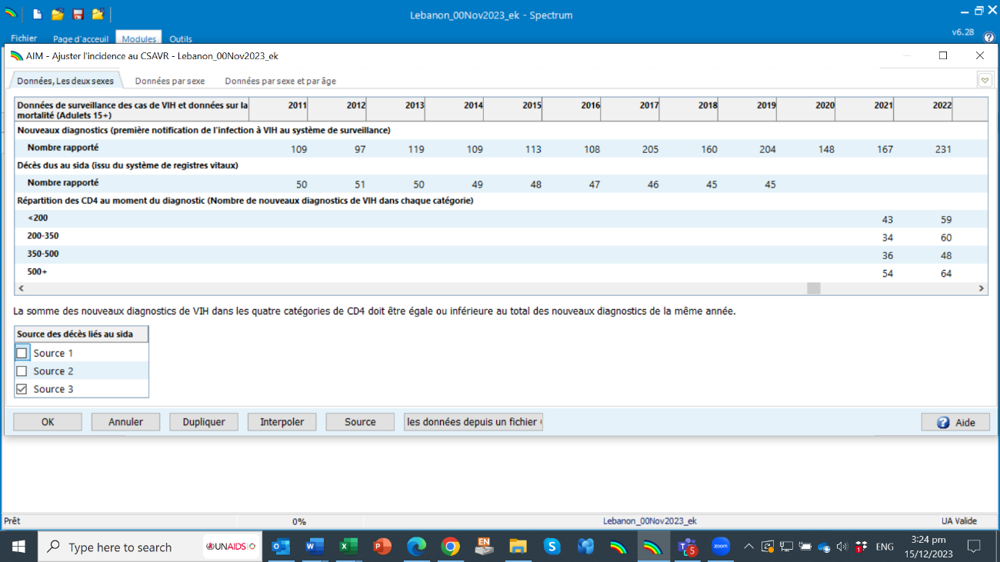 Lebanon_00Nov2023_ek - Spectrum
Fichier Page d'acceuil Modules Outils v6.28
AIM - Ajuster l'incidence au CSAVR - Lebanon_00Nov2023_ek
Données, Les deux sexes Données par sexe Données par sexe et par âge
Données de surveillance des cas de VIH et données sur la mortalité (Adulets 15+) 2011 2012 2013 2014 2015 2016 2017 2018 2019 2020 2021 2022
Nouveaux diagnostics (première notification de l'infection à VIH au système de surveillance)
Nombre rapporté 109 97 119 109 113 108 205 160 204 148 167 231
Décès dus au sida (issu du système de registres vitaux)
Nombre rapporté 50 51 50 49 48 47 46 45 45
Répartition des CD4 au moment du diagnostic (Nombre de nouveaux diagnostics de VIH dans chaque catégorie)
<200 43 59
200-350 34 60
350-500 36 48
500+ 54 64
La somme des nouveaux diagnostics de VIH dans les quatre catégories de CD4 doit être égale ou inférieure au total des nouveaux diagnostics de la même année.
Source des décès liés au sida
Source 1
Source 2
Source 3
OK Annuler Dupliquer Interpoler Source les données depuis un fichier Aide
Prêt 0% Lebanon_00Nov2023_ek UA Valide
Type here to search UNAIDS EN zoom 5 1 ENG 3:24 pm
15/12/2023